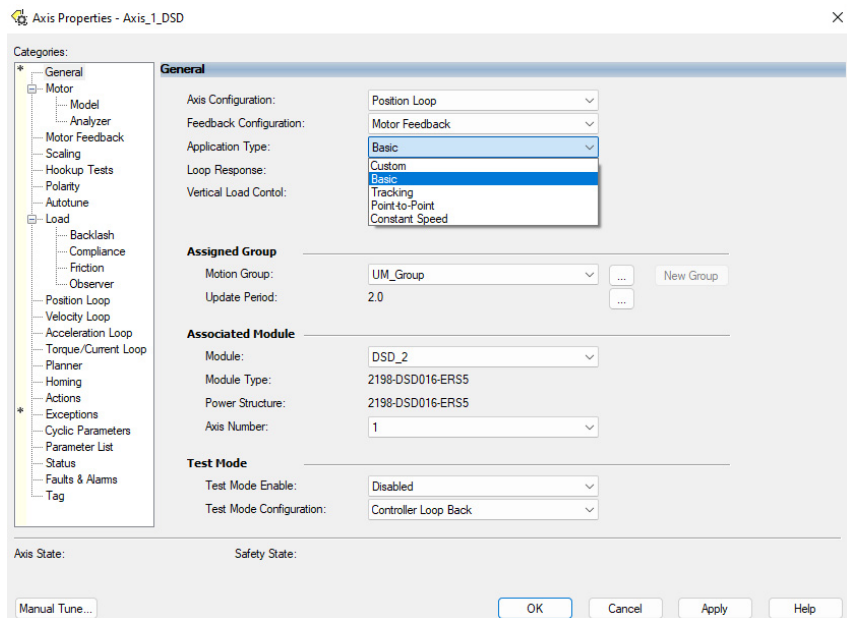 Axis Properties - Axis_1_DSD
Categories:
* General
Motor
Model
Analyzer
Motor Feedback
Scaling
Hookup Tests
Polarity
Autotune
Load
Backlash
Compliance
Friction
Observer
Position Loop
Velocity Loop
Acceleration Loop
Torque/Current Loop
Planner
Homing
Actions
* Exceptions
Cyclic Parameters
Parameter List
Status
Faults & Alarms
Tag
General
Axis Configuration: Position Loop
Feedback Configuration: Motor Feedback
Application Type: Basic
Custom
Basic
Tracking
Point-to-Point
Constant Speed
Loop Response:
Vertical Load Contol:
Assigned Group
Motion Group: UM_Group ... New Group
Update Period: 2.0 ...
Associated Module
Module: DSD_2
Module Type: 2198-DSD016-ERS5
Power Structure: 2198-DSD016-ERS5
Axis Number: 1
Test Mode
Test Mode Enable: Disabled
Test Mode Configuration: Controller Loop Back
Axis State: Safety State:
Manual Tune... OK Cancel Apply Help